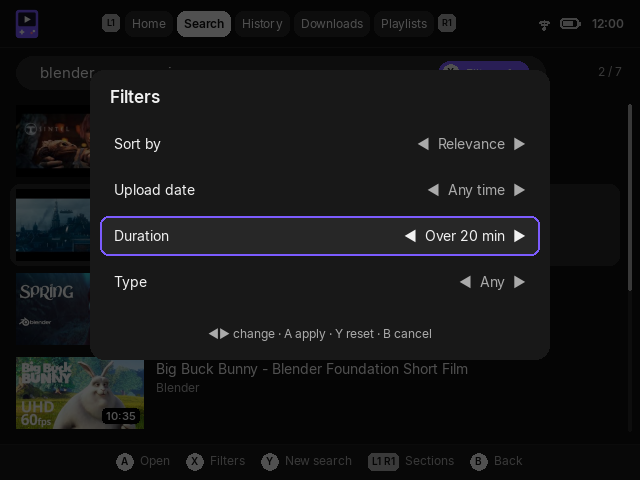 L1 Home Search History Downloads Playlists R1 12:00
blender
2 / 7
Filters
Sort by ◀ Relevance ▶
Upload date ◀ Any time ▶
Duration ◀ Over 20 min ▶
Type ◀ Any ▶
◀▶ change · A apply · Y reset · B cancel
SPRING
blender
Big Buck Bunny - Blender Foundation Short Film
Blender
Big Buck
BUNNY
UHD
60fps
10:35
A Open X Filters Y New search L1 R1 Sections B Back